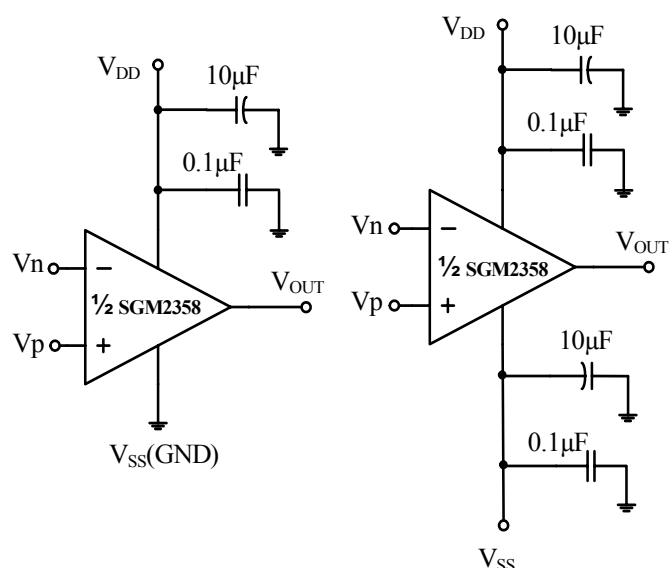 V_DD
10μF
0.1μF
Vn
½ SGM2358
Vp
V_OUT
V_SS(GND)
V_DD
10μF
0.1μF
Vn
½ SGM2358
Vp
V_OUT
10μF
0.1μF
V_SS